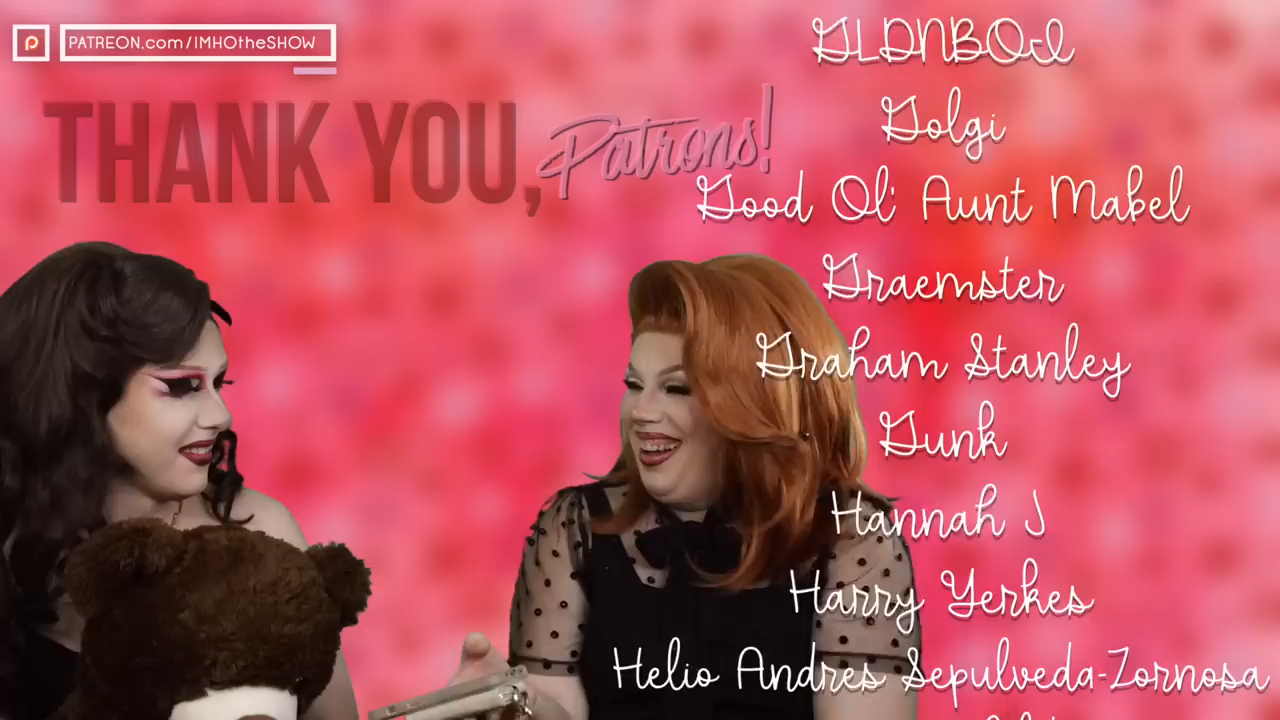 PATREON.com/IMHOtheSHOW
THANK YOU, Patrons!
GLDNBOI
Golgi
Good Ol' Aunt Mabel
Graemster
Graham Stanley
Gunk
Hannah J
Harry Yerkes
Helio Andres Sepulveda-Zornosa